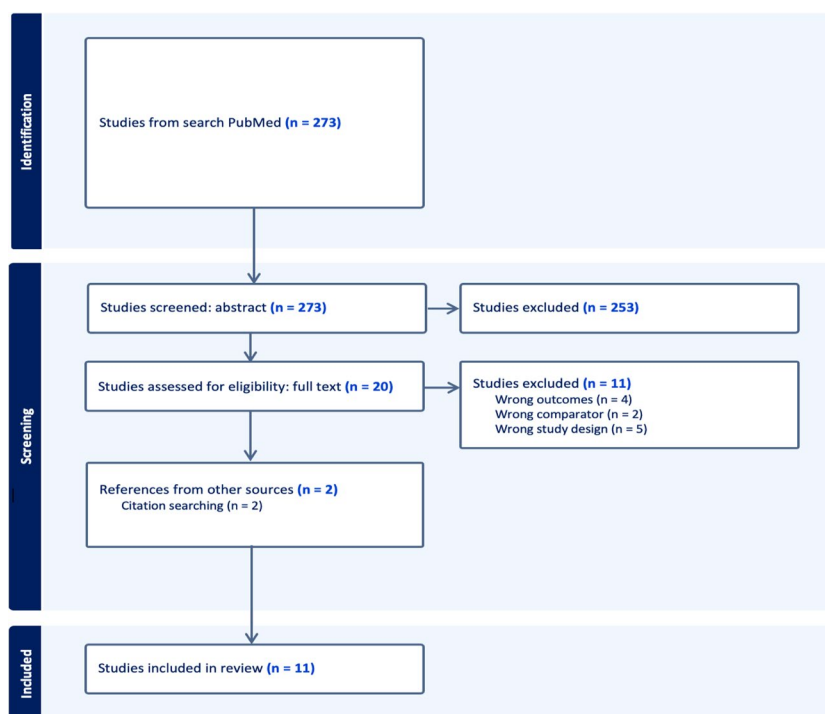 Identification
Studies from search PubMed (n = 273)
Screening
Studies screened: abstract (n = 273)
Studies excluded (n = 253)
Studies assessed for eligibility: full text (n = 20)
Studies excluded (n = 11)
Wrong outcomes (n = 4)
Wrong comparator (n = 2)
Wrong study design (n = 5)
References from other sources (n = 2)
Citation searching (n = 2)
Included
Studies included in review (n = 11)